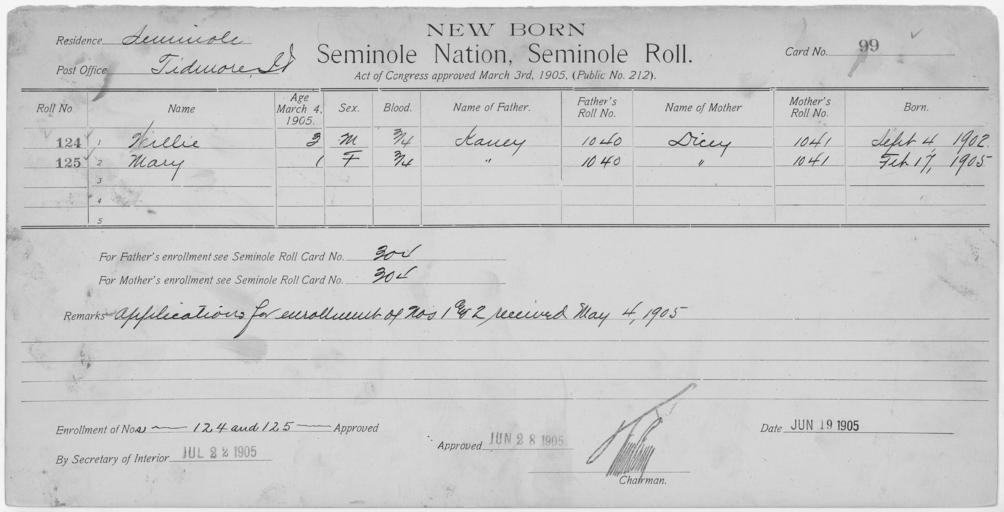 NEW BORN
Residence Seminole
Seminole Nation, Seminole Roll.
Card No. 99
Post Office Tidmore, I T
Act of Congress approved March 3rd, 1905, (Public No. 212).
Roll No Name Age March 4, 1905. Sex. Blood. Name of Father. Father's Roll No. Name of Mother Mother's Roll No. Born.
124 1 Willie 3 M 3/4 Kaney 1040 Dicey 1041 Sept 4, 1902.
125 2 Mary 1 F 3/4 " 1040 " 1041 Feb 17, 1905
3
4
5
For Father's enrollment see Seminole Roll Card No. 304
For Mother's enrollment see Seminole Roll Card No. 304
Remarks Applications for enrollment of Nos 1 & 2 received May 4, 1905
Enrollment of Nos 124 and 125 Approved
By Secretary of Interior JUL 22 1905
Approved JUN 28 1905
Chairman.
Date JUN 19 1905